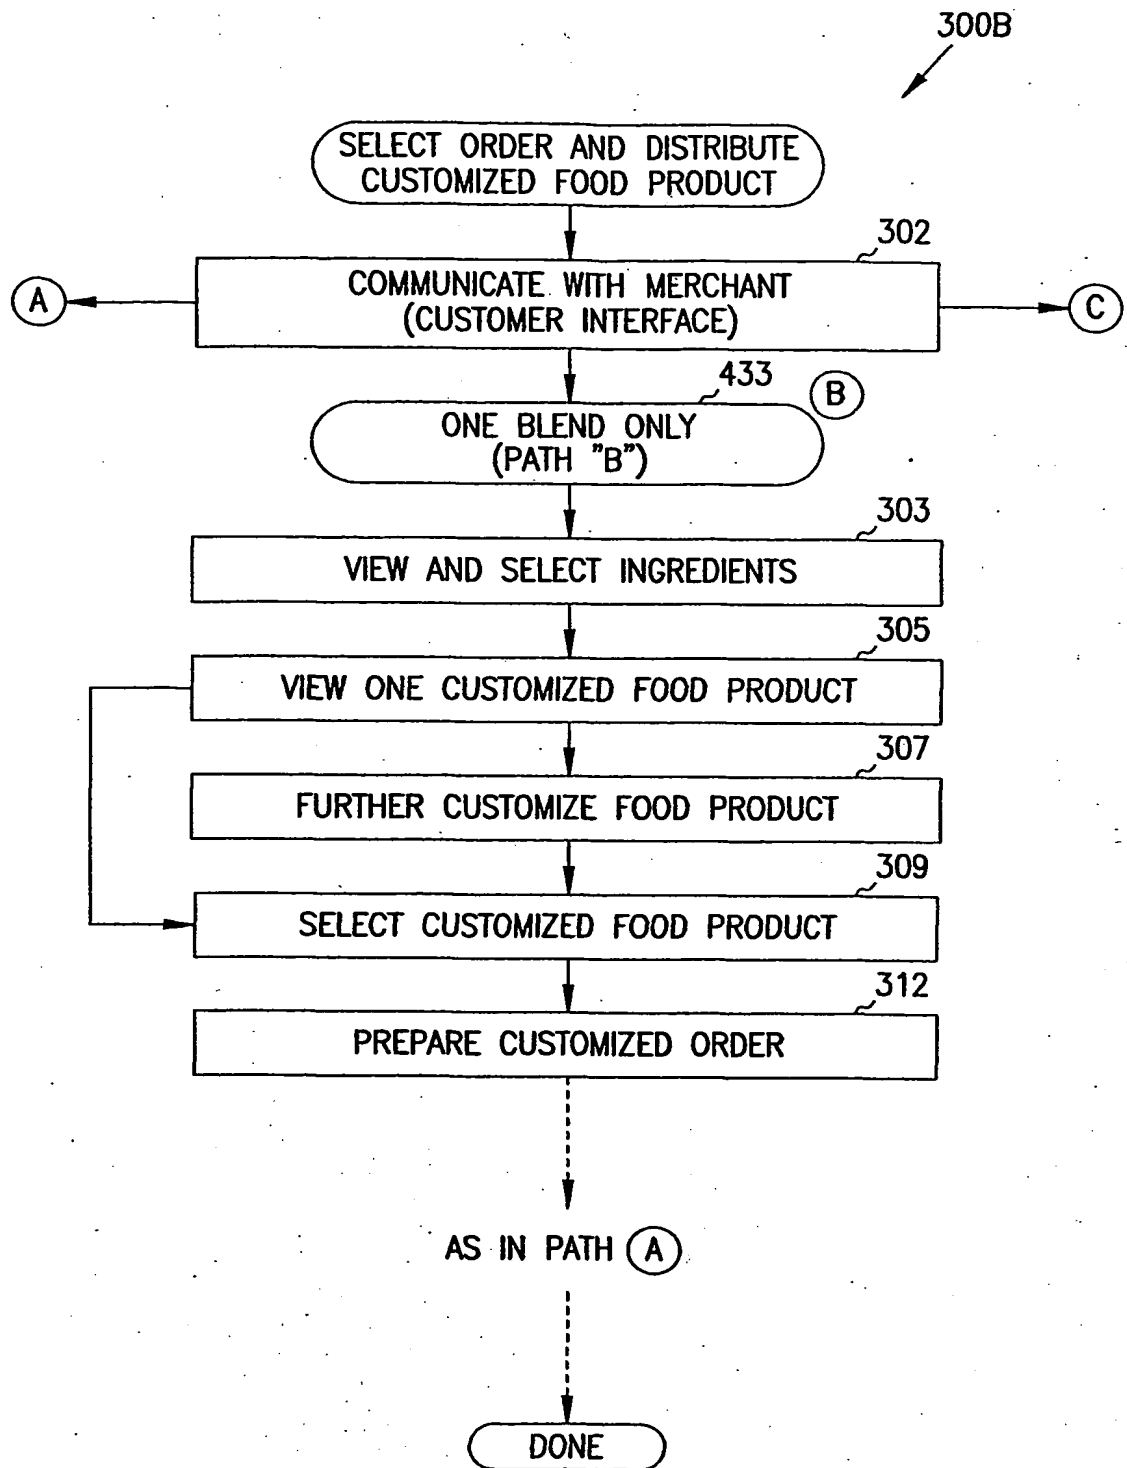 300B
SELECT ORDER AND DISTRIBUTE
CUSTOMIZED FOOD PRODUCT
302
A
COMMUNICATE WITH MERCHANT
(CUSTOMER INTERFACE)
C
433
B
ONE BLEND ONLY
(PATH "B")
303
VIEW AND SELECT INGREDIENTS
305
VIEW ONE CUSTOMIZED FOOD PRODUCT
307
FURTHER CUSTOMIZE FOOD PRODUCT
309
SELECT CUSTOMIZED FOOD PRODUCT
312
PREPARE CUSTOMIZED ORDER
AS IN PATH A
DONE